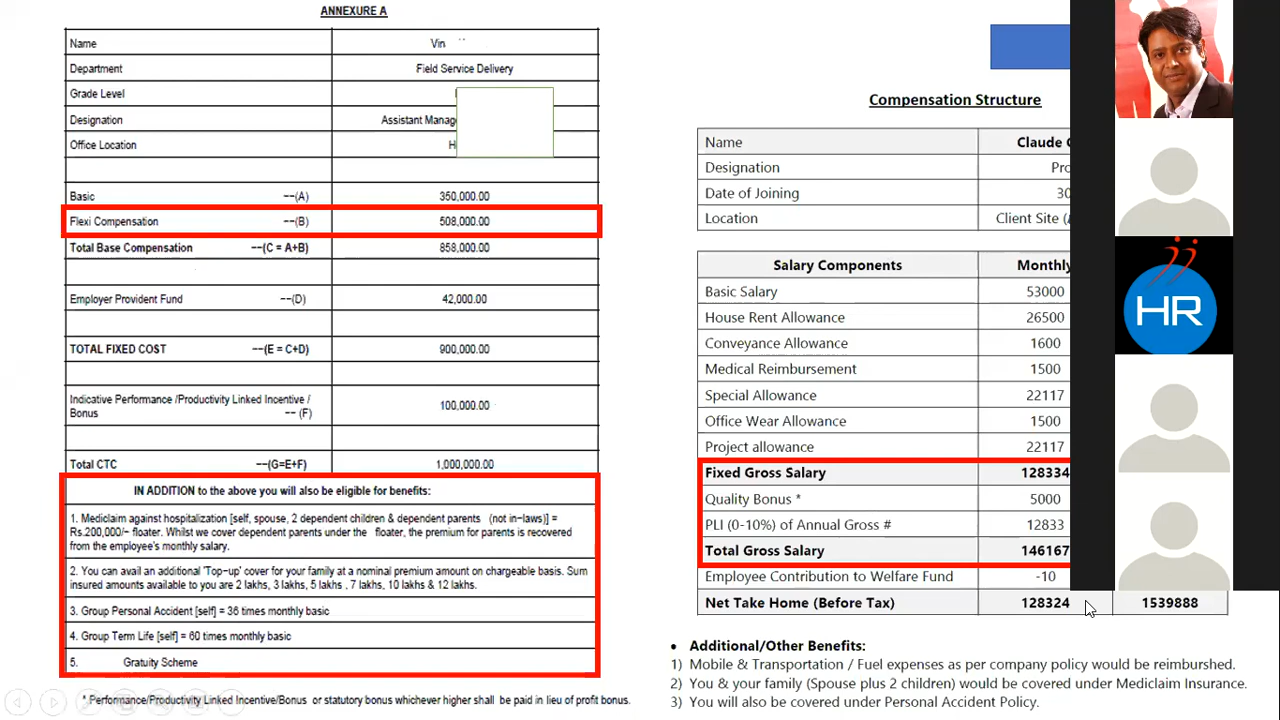 ANNEXURE A
Name Vin
Department Field Service Delivery
Grade Level
Designation Assistant Manag
Office Location H
Basic --(A) 350,000.00
Flexi Compensation --(B) 508,000.00
Total Base Compensation --(C = A+B) 858,000.00
Employer Provident Fund --(D) 42,000.00
TOTAL FIXED COST --(E = C+D) 900,000.00
Indicative Performance /Productivity Linked Incentive /
Bonus -- (F) 100,000.00
Total CTC --(G=E+F) 1,000,000.00
IN ADDITION to the above you will also be eligible for benefits:
1. Mediclaim against hospitalization [self, spouse, 2 dependent children & dependent parents (not in-laws)] =
Rs.200,000/- floater. Whilst we cover dependent parents under the floater, the premium for parents is recovered
from the employee's monthly salary.
2. You can avail an additional 'Top-up' cover for your family at a nominal premium amount on chargeable basis. Sum
insured amounts available to you are 2 lakhs, 3 lakhs, 5 lakhs , 7 lakhs, 10 lakhs & 12 lakhs.
3. Group Personal Accident [self] = 36 times monthly basic
4. Group Term Life [self] = 60 times monthly basic
5. Gratuity Scheme
* Performance/Productivity Linked Incentive/Bonus or statutory bonus whichever higher shall be paid in lieu of profit bonus.
Compensation Structure
Name Claude
Designation Pro
Date of Joining 30
Location Client Site
Salary Components Monthly
Basic Salary 53000
House Rent Allowance 26500
Conveyance Allowance 1600
Medical Reimbursement 1500
Special Allowance 22117
Office Wear Allowance 1500
Project allowance 22117
Fixed Gross Salary 128334
Quality Bonus * 5000
PLI (0-10%) of Annual Gross # 12833
Total Gross Salary 146167
Employee Contribution to Welfare Fund -10
Net Take Home (Before Tax) 128324 1539888
• Additional/Other Benefits:
1) Mobile & Transportation / Fuel expenses as per company policy would be reimburshed.
2) You & your family (Spouse plus 2 children) would be covered under Mediclaim Insurance.
3) You will also be covered under Personal Accident Policy.
HR